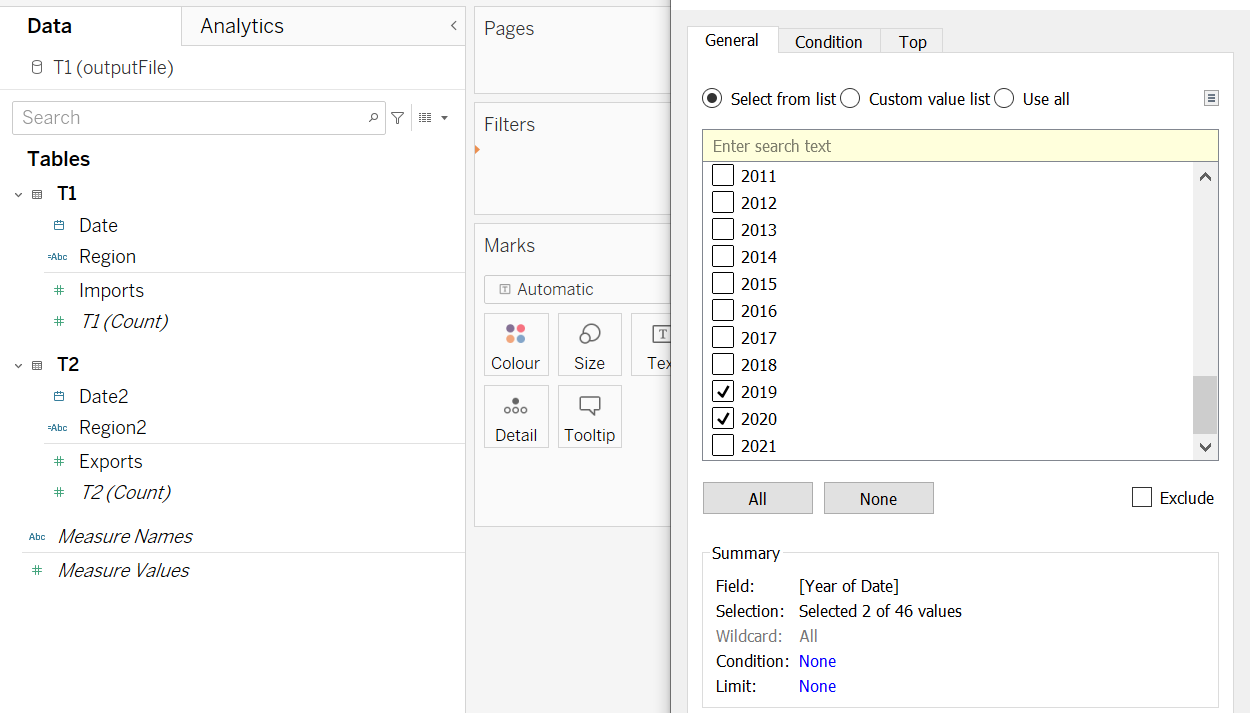 Data
Analytics
T1 (outputFile)
Search
Tables
T1
Date
=Abc Region
# Imports
# T1 (Count)
T2
Date2
=Abc Region2
# Exports
# T2 (Count)
Abc Measure Names
# Measure Values
Pages
Filters
Marks
T Automatic
Colour
Size
T
Tex
Detail
Tooltip
General
Condition
Top
Select from list Custom value list Use all
Enter search text
2011
2012
2013
2014
2015
2016
2017
2018
2019
2020
2021
All
None
Exclude
Summary
Field: [Year of Date]
Selection: Selected 2 of 46 values
Wildcard: All
Condition: None
Limit: None